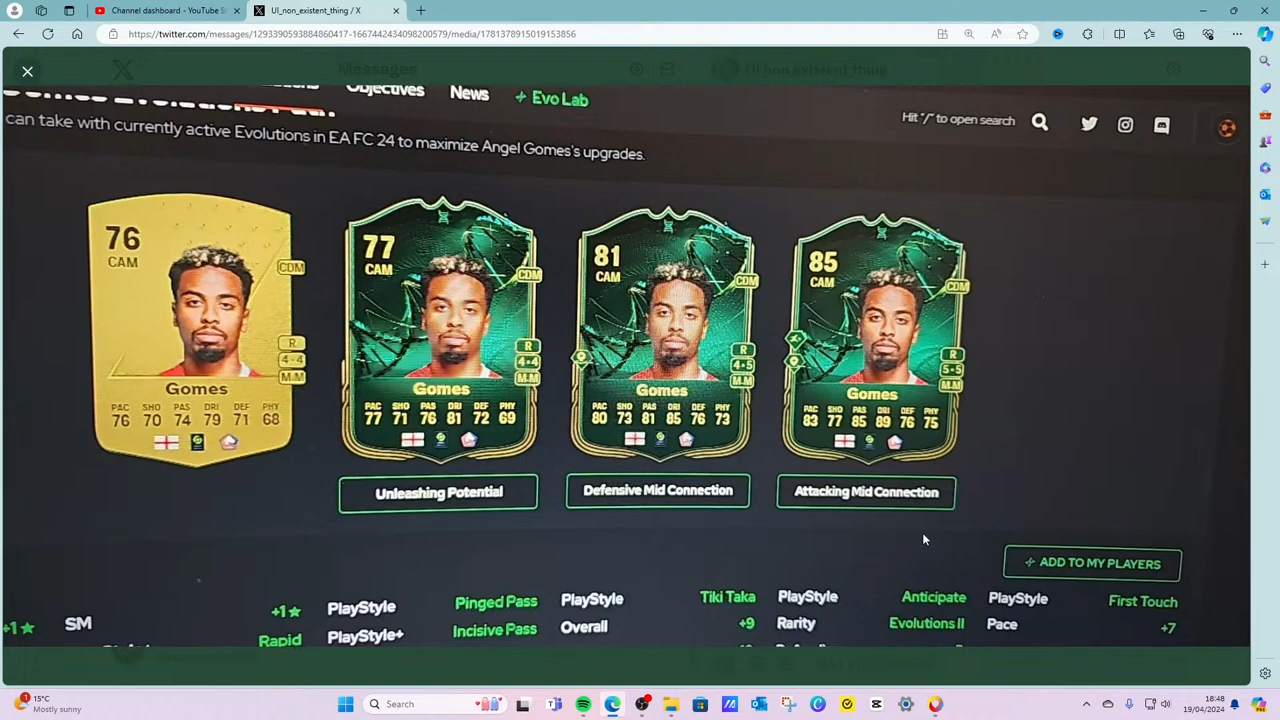 Channel dashboard - YouTube S
UI_non_existent_thing / X
https://twitter.com/messages/1293390593884860417-1667442434098200579/media/1781378915019153856
Messages
UI_non_existent_thing
Objectives
News
Evo Lab
Hit "/" to open search
can take with currently active Evolutions in EA FC 24 to maximize Angel Gomes's upgrades.
76
CAM
CDM
R
4-4
M-M
Gomes
PAC SHO PAS DRI DEF PHY
76 70 74 79 71 68
77
CAM
CDM
R
4-4
M-M
Gomes
PAC SHO PAS DRI DEF PHY
77 71 76 81 72 69
Unleashing Potential
81
CAM
CDM
R
4-5
M-M
Gomes
PAC SHO PAS DRI DEF PHY
80 73 81 85 76 73
Defensive Mid Connection
85
CAM
CDM
R
5-5
M-M
Gomes
PAC SHO PAS DRI DEF PHY
83 77 85 89 76 75
Attacking Mid Connection
ADD TO MY PLAYERS
+1
SM
+1
Rapid
PlayStyle Pinged Pass
PlayStyle+ Incisive Pass
PlayStyle Tiki Taka
Overall +9
PlayStyle Anticipate
Rarity Evolutions II
PlayStyle First Touch
Pace +7
15°C
Mostly sunny
Search
18:48
19/04/2024